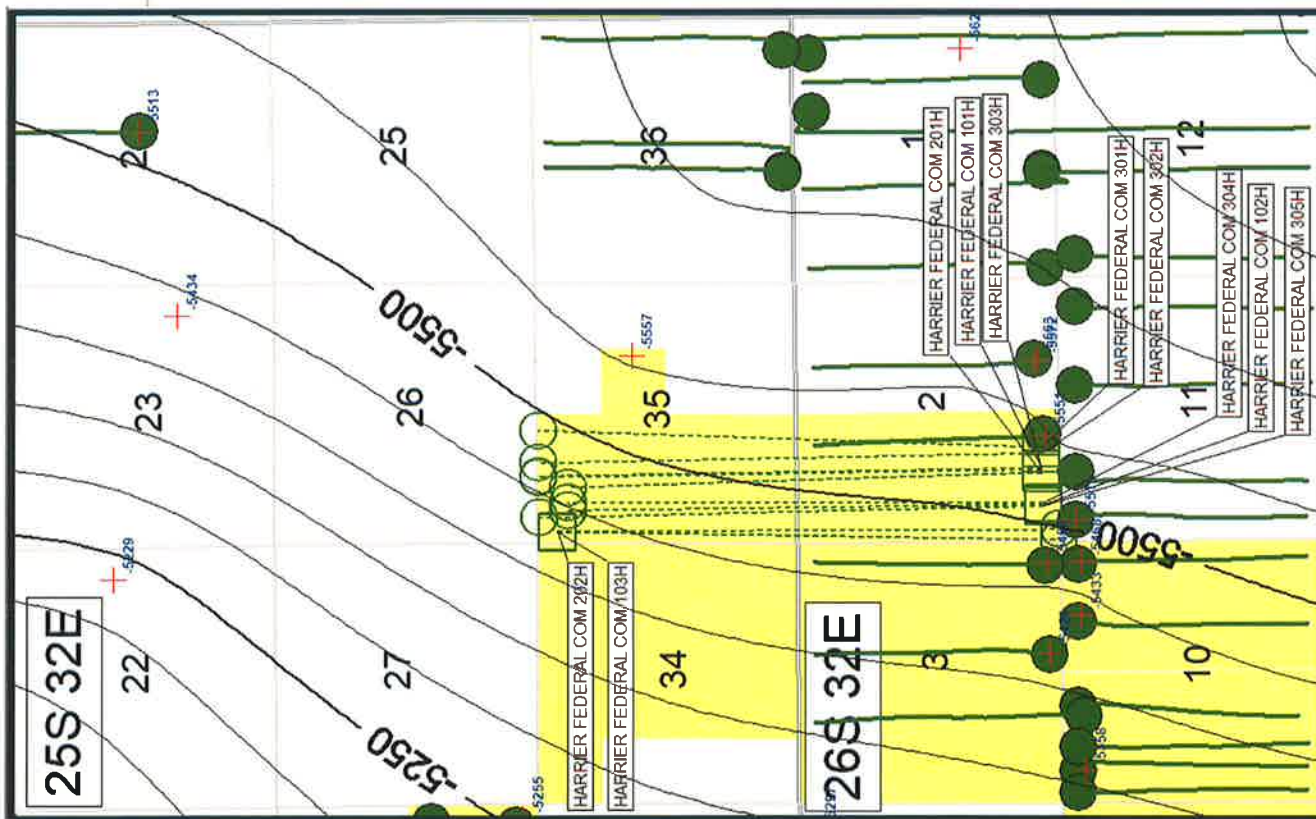 25S 32E
26S 32E
22
23
25
26
27
34
35
36
1
2
3
10
11
12
-5250
-5500
-5500
-5513
-5434
-5229
-5557
-5255
-5433
HARRIER FEDERAL COM 201H
HARRIER FEDERAL COM 101H
HARRIER FEDERAL COM 303H
HARRIER FEDERAL COM 301H
HARRIER FEDERAL COM 302H
HARRIER FEDERAL COM 304H
HARRIER FEDERAL COM 102H
HARRIER FEDERAL COM 305H
HARRIER FEDERAL COM 202H
HARRIER FEDERAL COM 103H